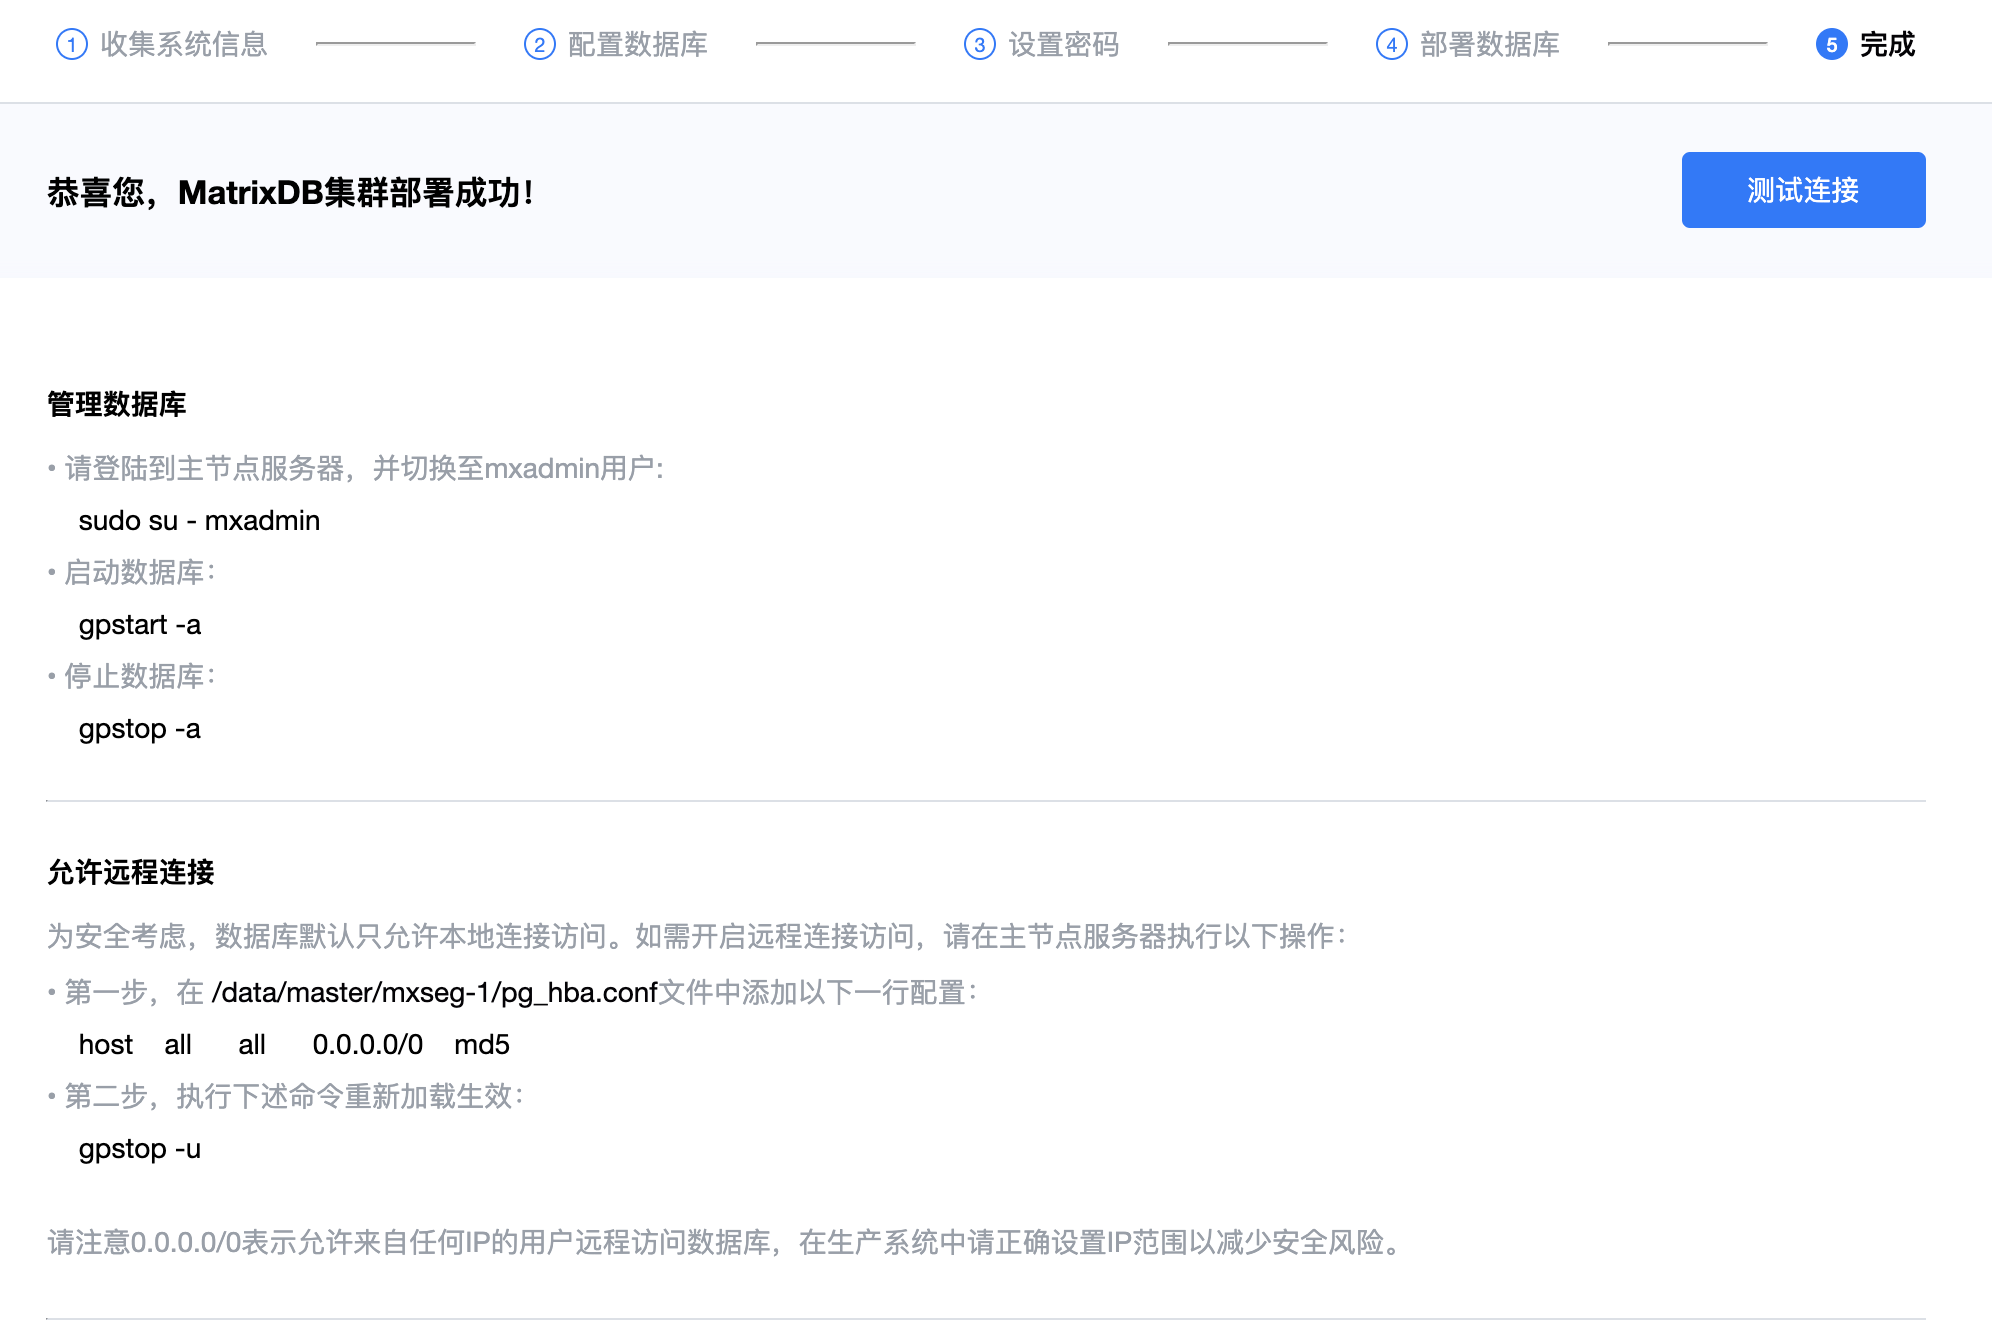 1 收集系统信息 2 配置数据库 3 设置密码 4 部署数据库 5 完成
恭喜您，MatrixDB集群部署成功！ 测试连接
管理数据库
• 请登陆到主节点服务器，并切换至mxadmin用户:
sudo su - mxadmin
• 启动数据库：
gpstart -a
• 停止数据库：
gpstop -a
允许远程连接
为安全考虑，数据库默认只允许本地连接访问。如需开启远程连接访问，请在主节点服务器执行以下操作：
• 第一步，在 /data/master/mxseg-1/pg_hba.conf文件中添加以下一行配置：
host all all 0.0.0.0/0 md5
• 第二步，执行下述命令重新加载生效：
gpstop -u
请注意0.0.0.0/0表示允许来自任何IP的用户远程访问数据库，在生产系统中请正确设置IP范围以减少安全风险。